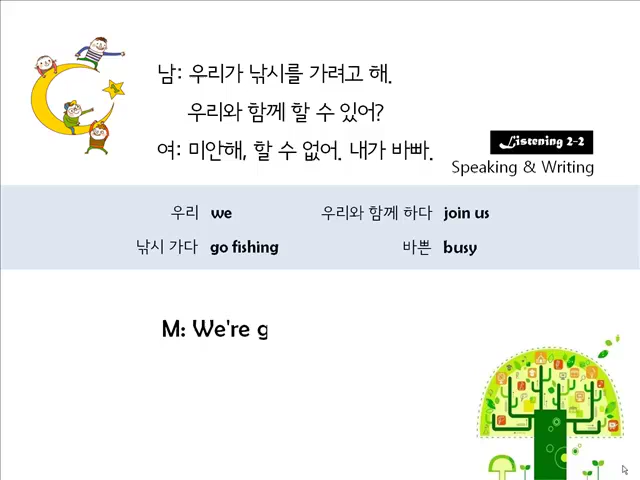 남: 우리가 낚시를 가려고 해.
우리와 함께 할 수 있어?
여: 미안해, 할 수 없어. 내가 바빠.
Listening 2-2
Speaking & Writing
우리 we 우리와 함께 하다 join us
낚시 가다 go fishing 바쁜 busy
M: We're g